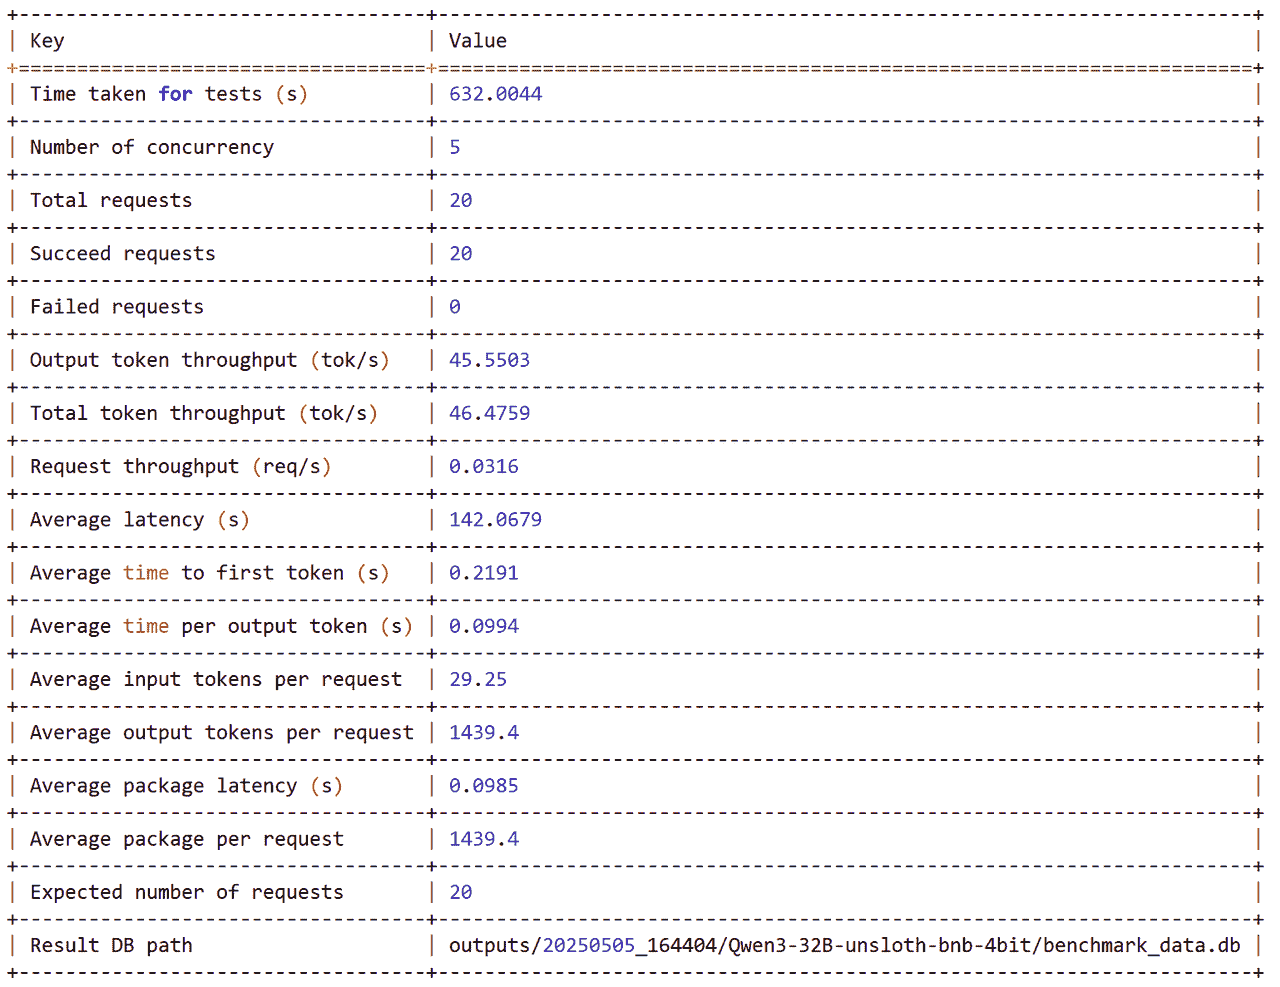 Key Value
Time taken for tests (s) 632.0044
Number of concurrency 5
Total requests 20
Succeed requests 20
Failed requests 0
Output token throughput (tok/s) 45.5503
Total token throughput (tok/s) 46.4759
Request throughput (req/s) 0.0316
Average latency (s) 142.0679
Average time to first token (s) 0.2191
Average time per output token (s) 0.0994
Average input tokens per request 29.25
Average output tokens per request 1439.4
Average package latency (s) 0.0985
Average package per request 1439.4
Expected number of requests 20
Result DB path outputs/20250505_164404/Qwen3-32B-unsloth-bnb-4bit/benchmark_data.db